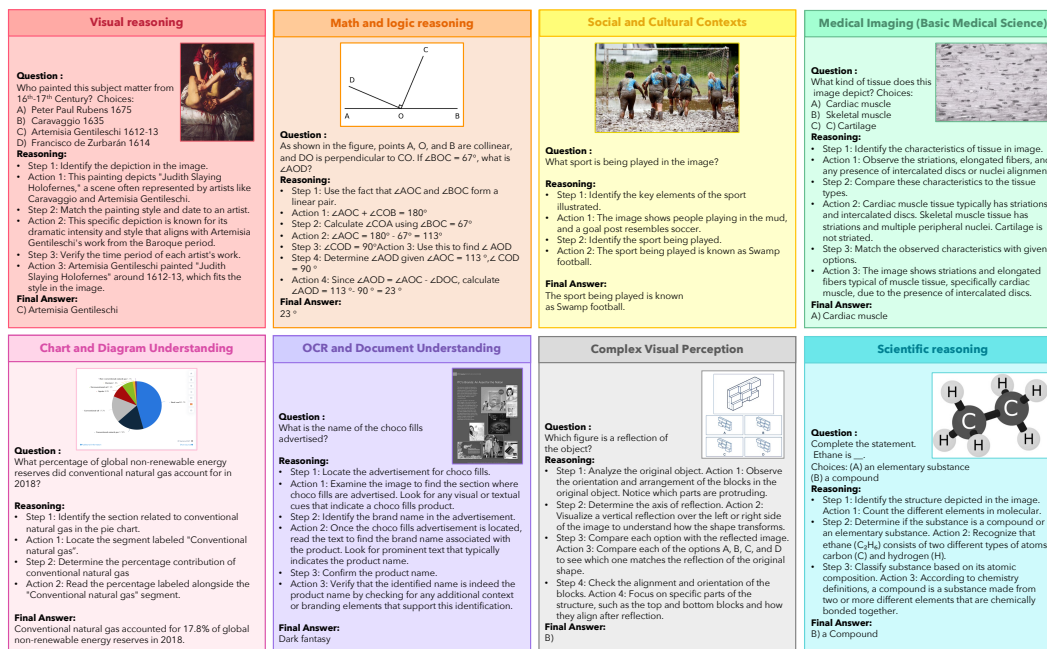 Visual reasoning
Question :
Who painted this subject matter from
16th-17th Century? Choices:
A) Peter Paul Rubens 1675
B) Caravaggio 1635
C) Artemisia Gentileschi 1612-13
D) Francisco de Zurbarán 1614
Reasoning:
• Step 1: Identify the depiction in the image.
• Action 1: This painting depicts "Judith Slaying
Holofernes," a scene often represented by artists like
Caravaggio and Artemisia Gentileschi.
• Step 2: Match the painting style and date to an artist.
• Action 2: This specific depiction is known for its
dramatic intensity and style that aligns with Artemisia
Gentileschi's work from the Baroque period.
• Step 3: Verify the time period of each artist's work.
• Action 3: Artemisia Gentileschi painted "Judith
Slaying Holofernes" around 1612-13, which fits the
style in the image.
Final Answer:
C) Artemisia Gentileschi
Math and logic reasoning
C
D
A
O
B
Question :
As shown in the figure, points A, O, and B are collinear,
and DO is perpendicular to CO. If ∠BOC = 67°, what is
∠AOD?
Reasoning:
• Step 1: Use the fact that ∠AOC and ∠BOC form a
linear pair.
• Action 1: ∠AOC + ∠COB = 180°
• Step 2: Calculate ∠COA using ∠BOC = 67°
• Action 2: ∠AOC = 180° - 67° = 113°
• Step 3: ∠COD = 90°Action 3: Use this to find ∠ AOD
• Step 4: Determine ∠AOD given ∠AOC = 113 °,∠ COD
= 90 °
• Action 4: Since ∠AOD = ∠AOC - ∠DOC, calculate
∠AOD = 113 °- 90 ° = 23 °
Final Answer:
23 °
Social and Cultural Contexts
Question :
What sport is being played in the image?
Reasoning:
• Step 1: Identify the key elements of the sport
illustrated.
• Action 1: The image shows people playing in the mud,
and a goal post resembles soccer.
• Step 2: Identify the sport being played.
• Action 2: The sport being played is known as Swamp
football.
Final Answer:
The sport being played is known
as Swamp football.
Medical Imaging (Basic Medical Science)
Question :
What kind of tissue does this
image depict? Choices:
A) Cardiac muscle
B) Skeletal muscle
C) C) Cartilage
Reasoning:
• Step 1: Identify the characteristics of tissue in image.
• Action 1: Observe the striations, elongated fibers, and
any presence of intercalated discs or nuclei alignmen
• Step 2: Compare these characteristics to the tissue
types.
• Action 2: Cardiac muscle tissue typically has striations
and intercalated discs. Skeletal muscle tissue has
striations and multiple peripheral nuclei. Cartilage is
not striated.
• Step 3: Match the observed characteristics with given
options.
• Action 3: The image shows striations and elongated
fibers typical of muscle tissue, specifically cardiac
muscle, due to the presence of intercalated discs.
Final Answer:
A) Cardiac muscle
Chart and Diagram Understanding
Question :
What percentage of global non-renewable energy
reserves did conventional natural gas account for in
2018?
Reasoning:
• Step 1: Identify the section related to conventional
natural gas in the pie chart.
• Action 1: Locate the segment labeled "Conventional
natural gas".
• Step 2: Determine the percentage contribution of
conventional natural gas
• Action 2: Read the percentage labeled alongside the
"Conventional natural gas" segment.
Final Answer:
Conventional natural gas accounted for 17.8% of global
non-renewable energy reserves in 2018.
OCR and Document Understanding
Question :
What is the name of the choco fills
advertised?
Reasoning:
• Step 1: Locate the advertisement for choco fills.
• Action 1: Examine the image to find the section where
choco fills are advertised. Look for any visual or textual
cues that indicate a choco fills product.
• Step 2: Identify the brand name in the advertisement.
• Action 2: Once the choco fills advertisement is located,
read the text to find the brand name associated with
the product. Look for prominent text that typically
indicates the product name.
• Step 3: Confirm the product name.
• Action 3: Verify that the identified name is indeed the
product name by checking for any additional context
or branding elements that support this identification.
Final Answer:
Dark fantasy
Complex Visual Perception
Question :
Which figure is a reflection of
the object?
Reasoning:
• Step 1: Analyze the original object. Action 1: Observe
the orientation and arrangement of the blocks in the
original object. Notice which parts are protruding.
• Step 2: Determine the axis of reflection. Action 2:
Visualize a vertical reflection over the left or right side
of the image to understand how the shape transforms.
• Step 3: Compare each option with the reflected image.
Action 3: Compare each of the options A, B, C, and D
to see which one matches the reflection of the original
shape.
• Step 4: Check the alignment and orientation of the
blocks. Action 4: Focus on specific parts of the
structure, such as the top and bottom blocks and how
they align after reflection.
Final Answer:
B)
Scientific reasoning
H
H
C
C
H
H
H
Question :
Complete the statement.
Ethane is __.
Choices: (A) an elementary substance
(B) a compound
Reasoning:
• Step 1: Identify the structure depicted in the image.
Action 1: Count the different elements in molecular.
• Step 2: Determine if the substance is a compound or
an elementary substance. Action 2: Recognize that
ethane (C₂H₆) consists of two different types of atoms
carbon (C) and hydrogen (H).
• Step 3: Classify substance based on its atomic
composition. Action 3: According to chemistry
definitions, a compound is a substance made from
two or more different elements that are chemically
bonded together.
Final Answer:
B) a Compound